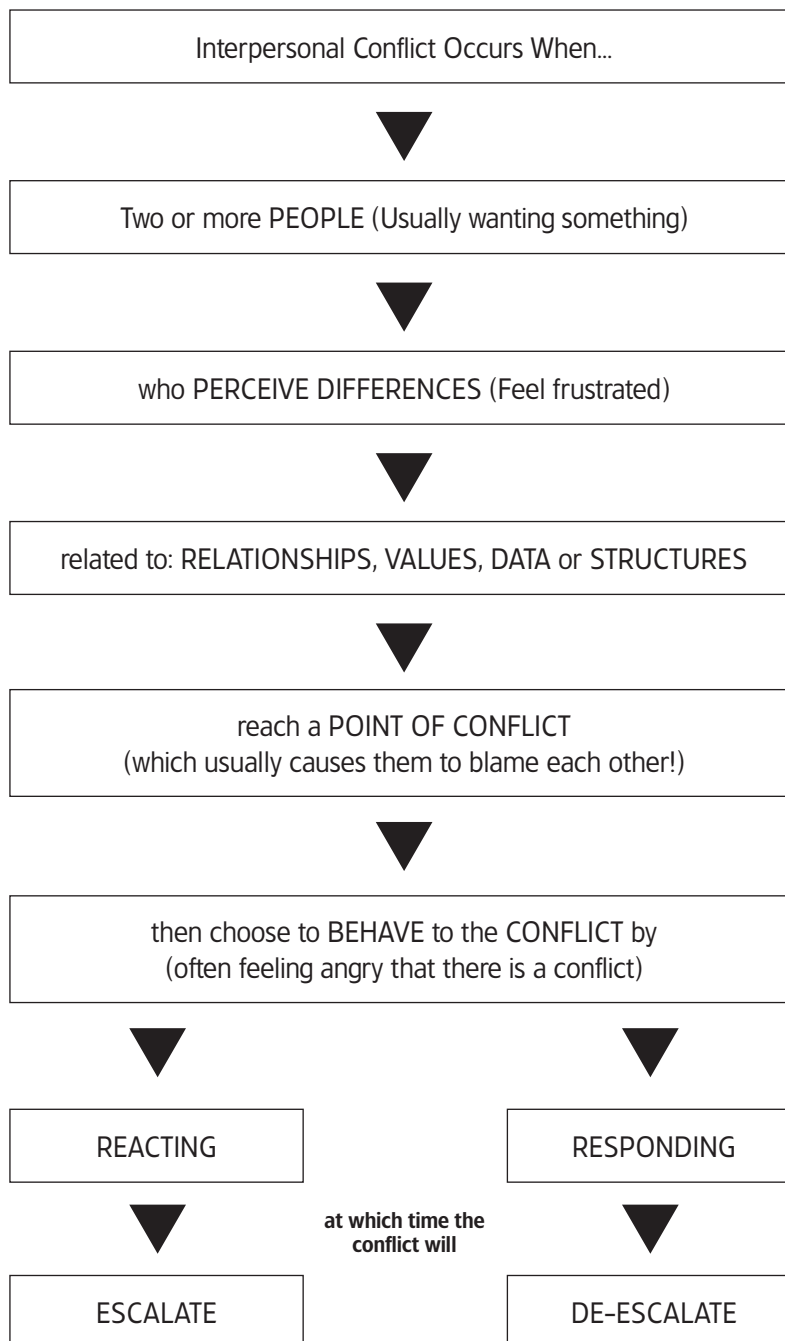 Interpersonal Conflict Occurs When...
Two or more PEOPLE (Usually wanting something)
who PERCEIVE DIFFERENCES (Feel frustrated)
related to: RELATIONSHIPS, VALUES, DATA or STRUCTURES
reach a POINT OF CONFLICT
(which usually causes them to blame each other!)
then choose to BEHAVE to the CONFLICT by
(often feeling angry that there is a conflict)
REACTING
RESPONDING
at which time the
conflict will
ESCALATE
DE-ESCALATE